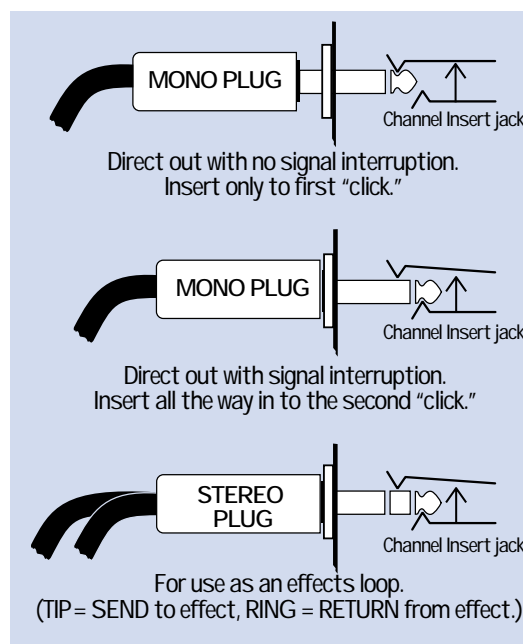 MONO PLUG
Channel Insert jack
Direct out with no signal interruption.
Insert only to first “click.”
MONO PLUG
Channel Insert jack
Direct out with signal interruption.
Insert all the way in to the second “click.”
STEREO
PLUG
Channel Insert jack
For use as an effects loop.
(TIP = SEND to effect, RING = RETURN from effect.)